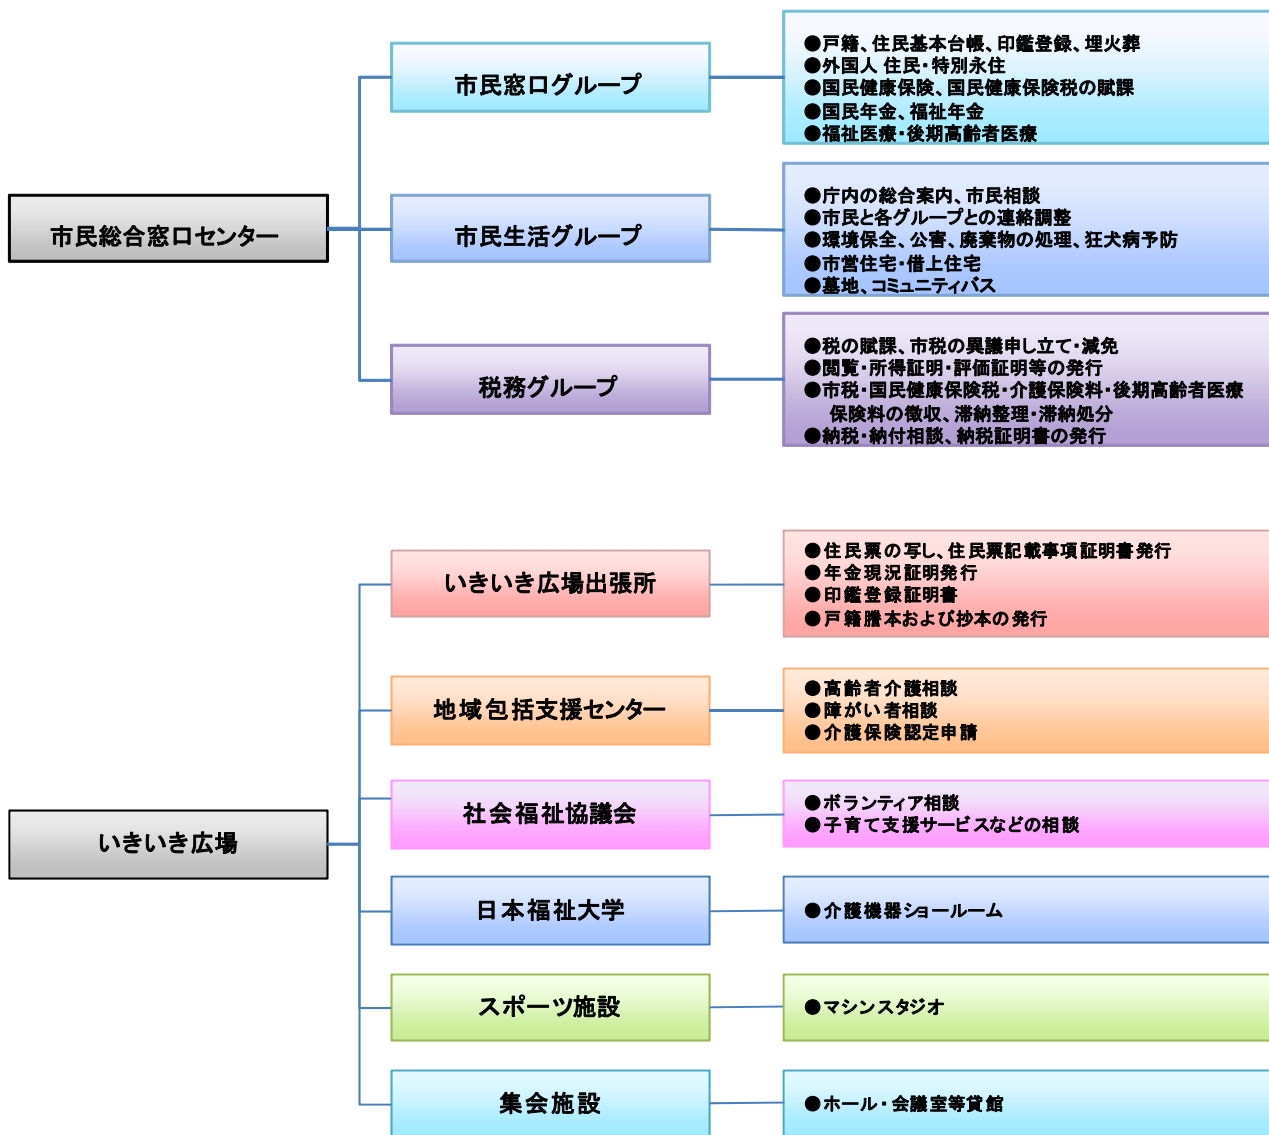 市民総合窓口センター
市民窓口グループ
●戸籍、住民基本台帳、印鑑登録、埋火葬
●外国人 住民・特別永住
●国民健康保険、国民健康保険税の賦課
●国民年金、福祉年金
●福祉医療・後期高齢者医療
市民生活グループ
●庁内の総合案内、市民相談
●市民と各グループとの連絡調整
●環境保全、公害、廃棄物の処理、狂犬病予防
●市営住宅・借上住宅
●墓地、コミュニティバス
税務グループ
●税の賦課、市税の異議申し立て・減免
●閲覧・所得証明・評価証明等の発行
●市税・国民健康保険税・介護保険料・後期高齢者医療
保険料の徴収、滞納整理・滞納処分
●納税・納付相談、納税証明書の発行
いきいき広場
いきいき広場出張所
●住民票の写し、住民票記載事項証明書発行
●年金現況証明発行
●印鑑登録証明書
●戸籍謄本および抄本の発行
地域包括支援センター
●高齢者介護相談
●障がい者相談
●介護保険認定申請
社会福祉協議会
●ボランティア相談
●子育て支援サービスなどの相談
日本福祉大学
●介護機器ショールーム
スポーツ施設
●マシンスタジオ
集会施設
●ホール・会議室等貸館